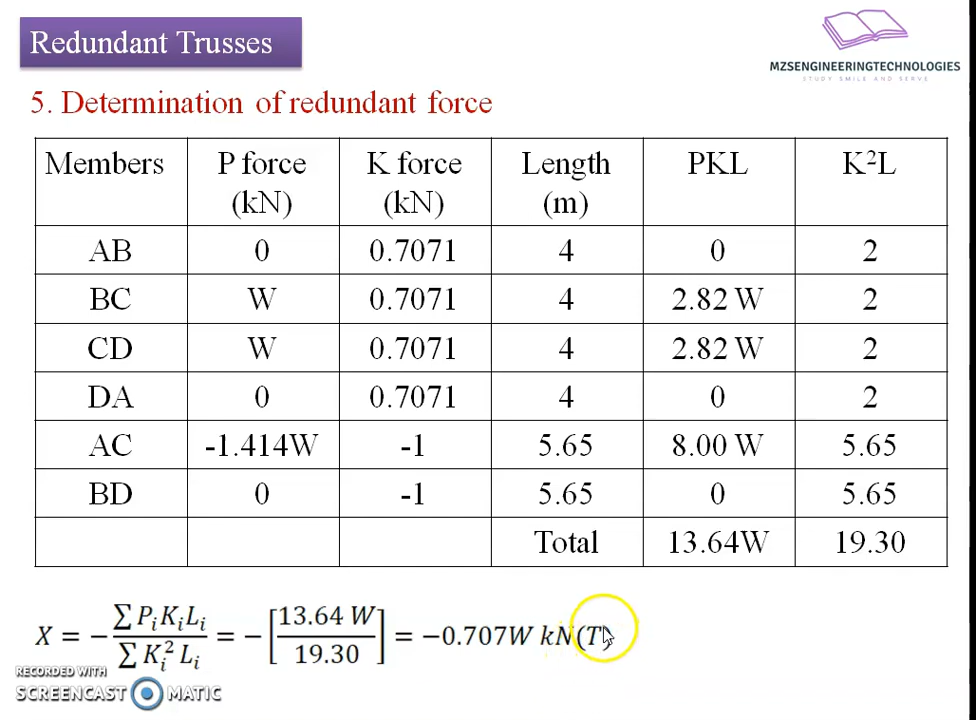 Redundant Trusses
MZSENGINEERINGTECHNOLOGIES
STUDY SMILE AND SERVE
5. Determination of redundant force
Members P force (kN) K force (kN) Length (m) PKL K²L
AB 0 0.7071 4 0 2
BC W 0.7071 4 2.82 W 2
CD W 0.7071 4 2.82 W 2
DA 0 0.7071 4 0 2
AC -1.414W -1 5.65 8.00 W 5.65
BD 0 -1 5.65 0 5.65
Total 13.64W 19.30
X = − ∑ PᵢKᵢLᵢ / ∑ Kᵢ² Lᵢ = − [13.64 W / 19.30] = −0.707W kN(T)
RECORDED WITH
SCREENCAST MATIC